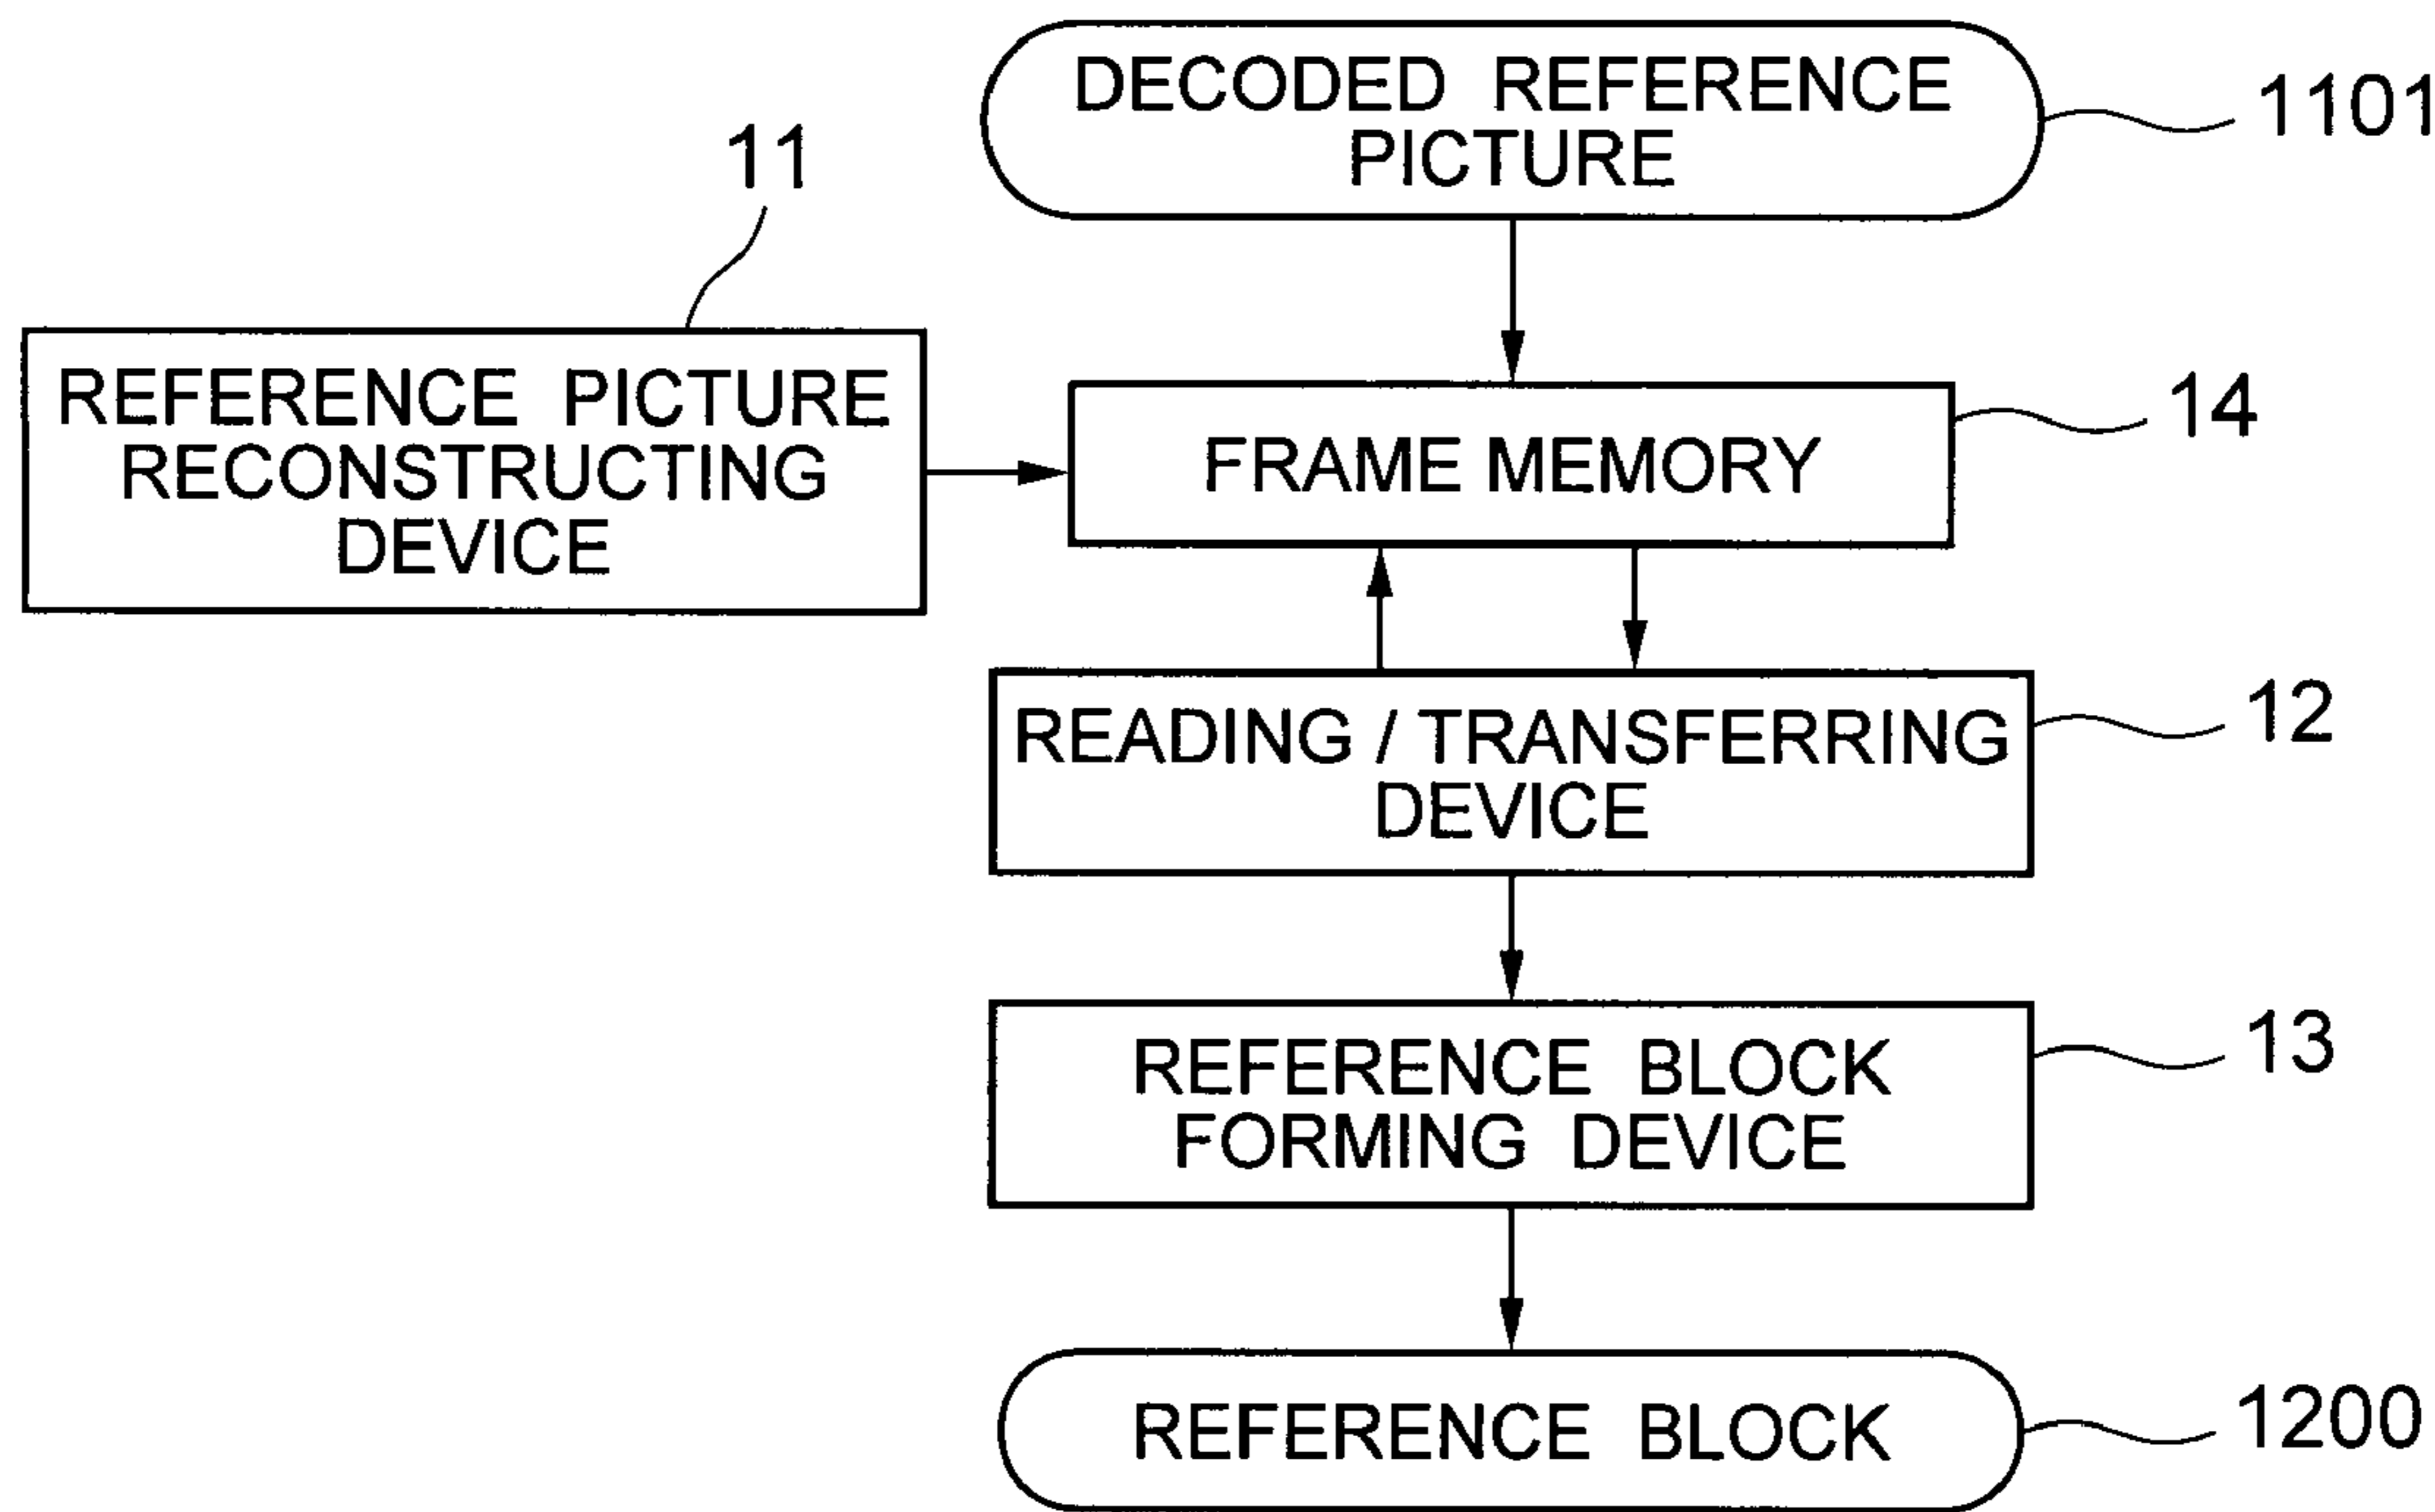 DECODED REFERENCE
PICTURE
1101
11
REFERENCE PICTURE
RECONSTRUCTING
DEVICE
FRAME MEMORY
14
READING / TRANSFERRING
DEVICE
12
REFERENCE BLOCK
FORMING DEVICE
13
REFERENCE BLOCK
1200